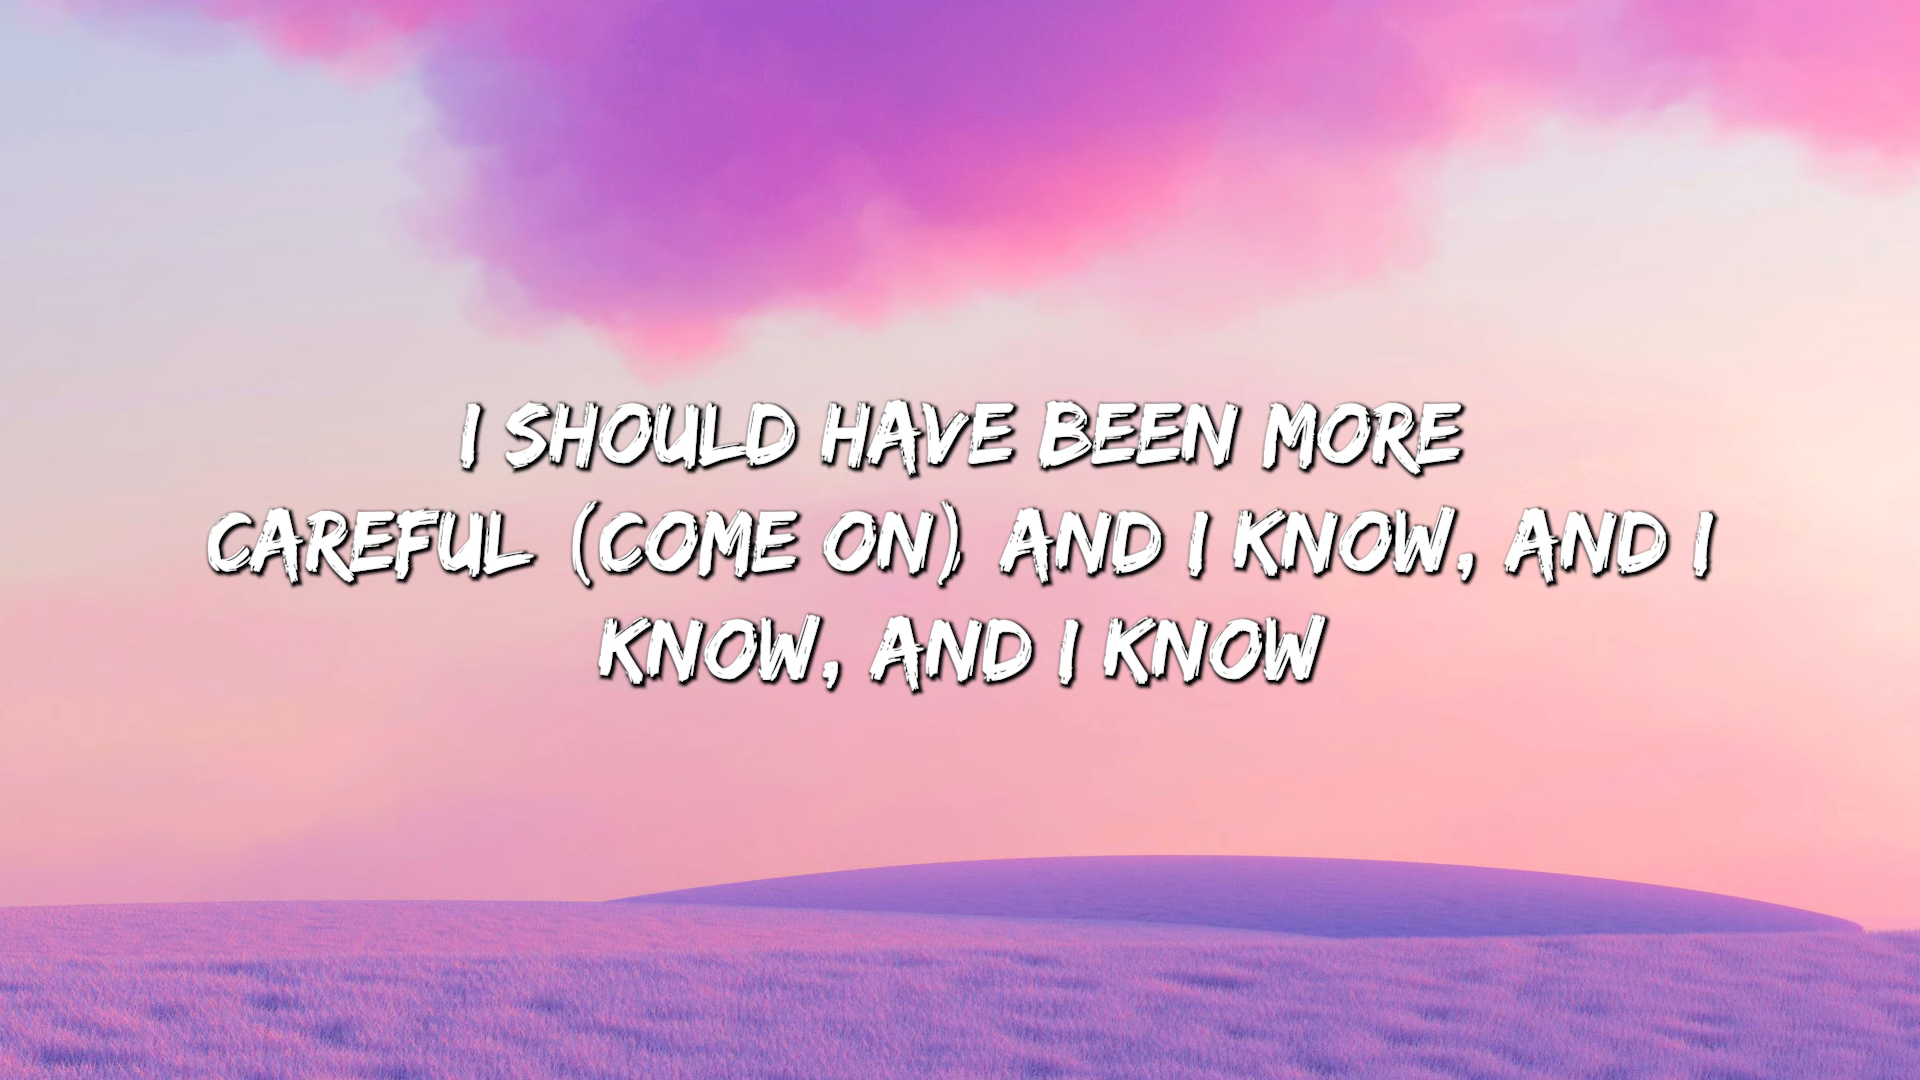 I SHOULD HAVE BEEN MORE
CAREFUL (COME ON) AND I KNOW, AND I
KNOW, AND I KNOW